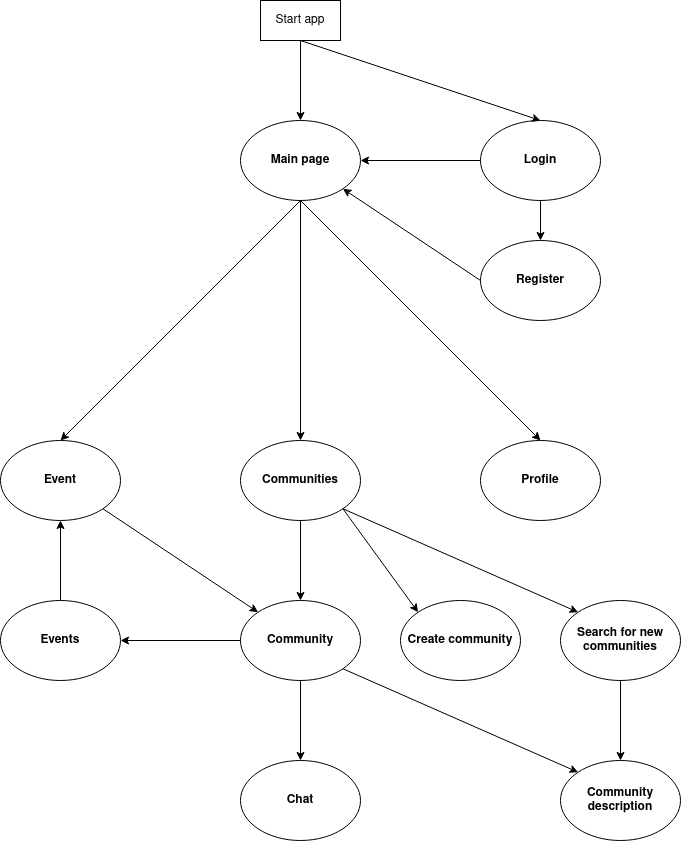 Start app
Main page
Login
Register
Event
Communities
Profile
Events
Community
Create community
Search for new
communities
Chat
Community
description